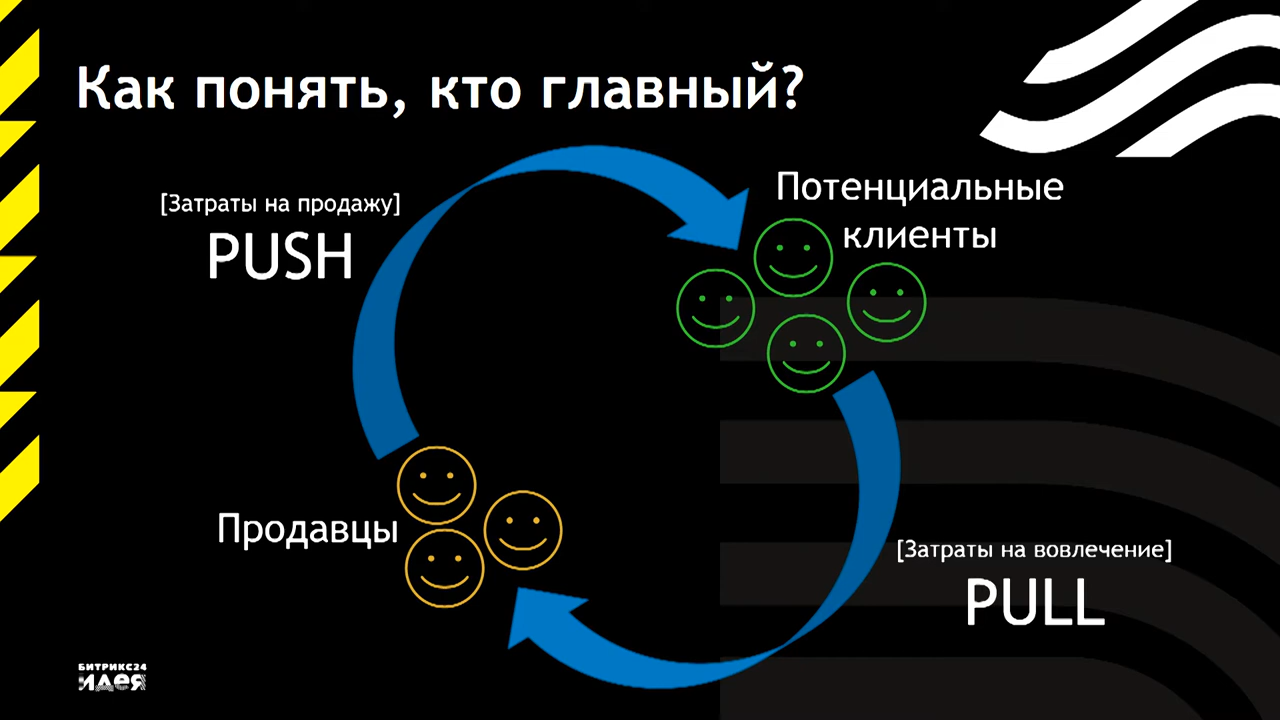 Как понять, кто главный?
[Затраты на продажу]
PUSH
Потенциальные
клиенты
Продавцы
[Затраты на вовлечение]
PULL
БИТРИКС24
идея